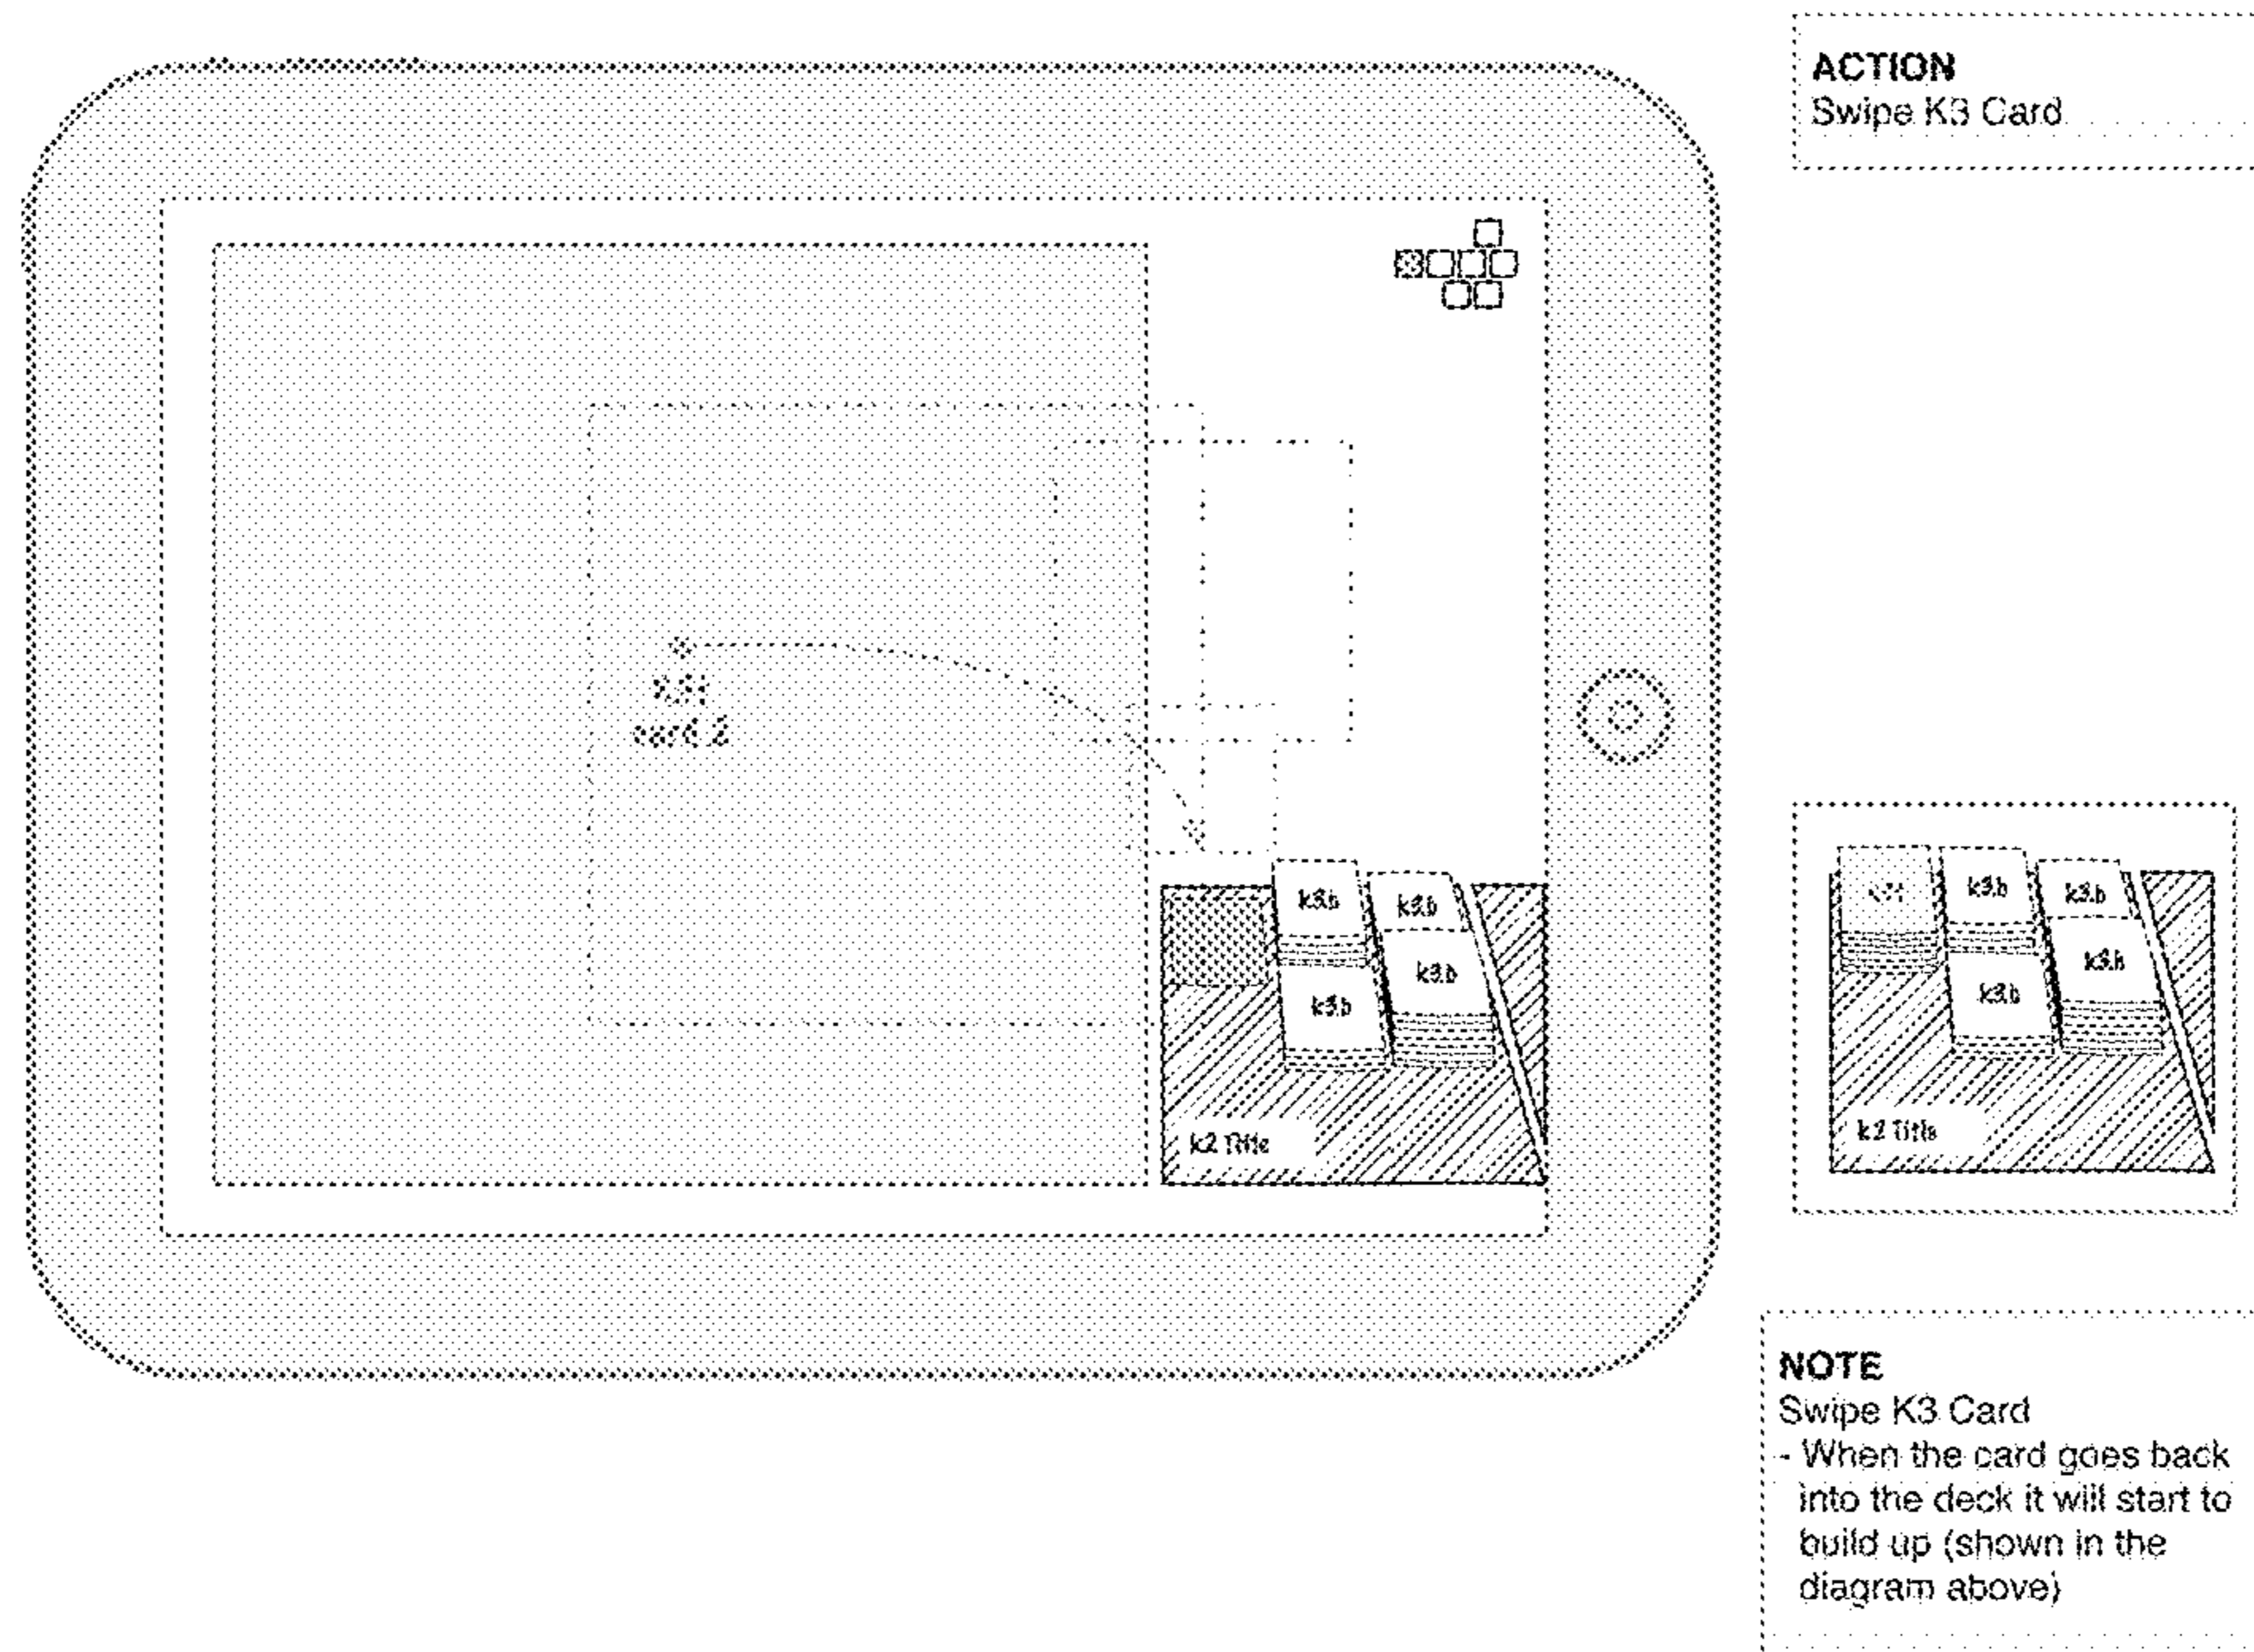 ACTION
Swipe K3 Card
card 2
k3.b
k3.b
k3.b
k3.b
k2 Title
k3.b
k3.b
k3.b
k3.b
k2 Title
NOTE
Swipe K3 Card
- When the card goes back
into the deck it will start to
build up (shown in the
diagram above)